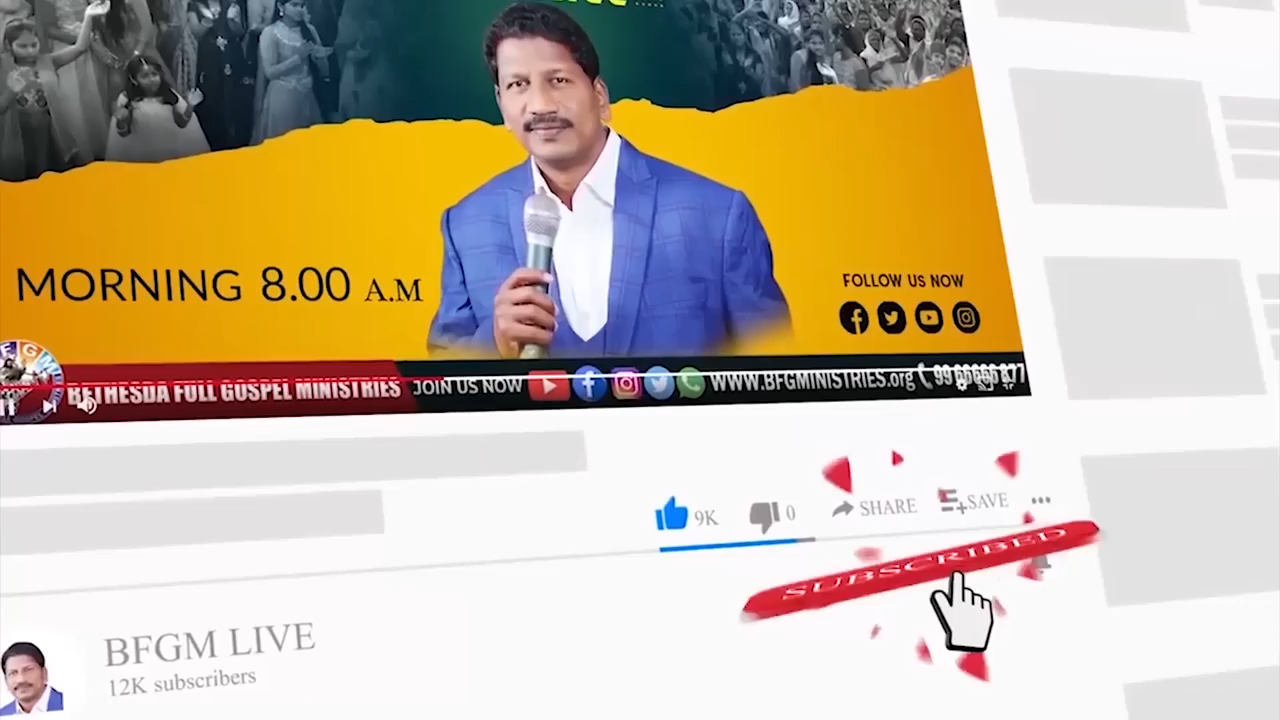 MORNING 8.00 A.M
FOLLOW US NOW
BETHESDA FULL GOSPEL MINISTRIES JOIN US NOW WWW.BFGMINISTRIES.org
9K 0 SHARE SAVE
SUBSCRIBED
BFGM LIVE
12K subscribers